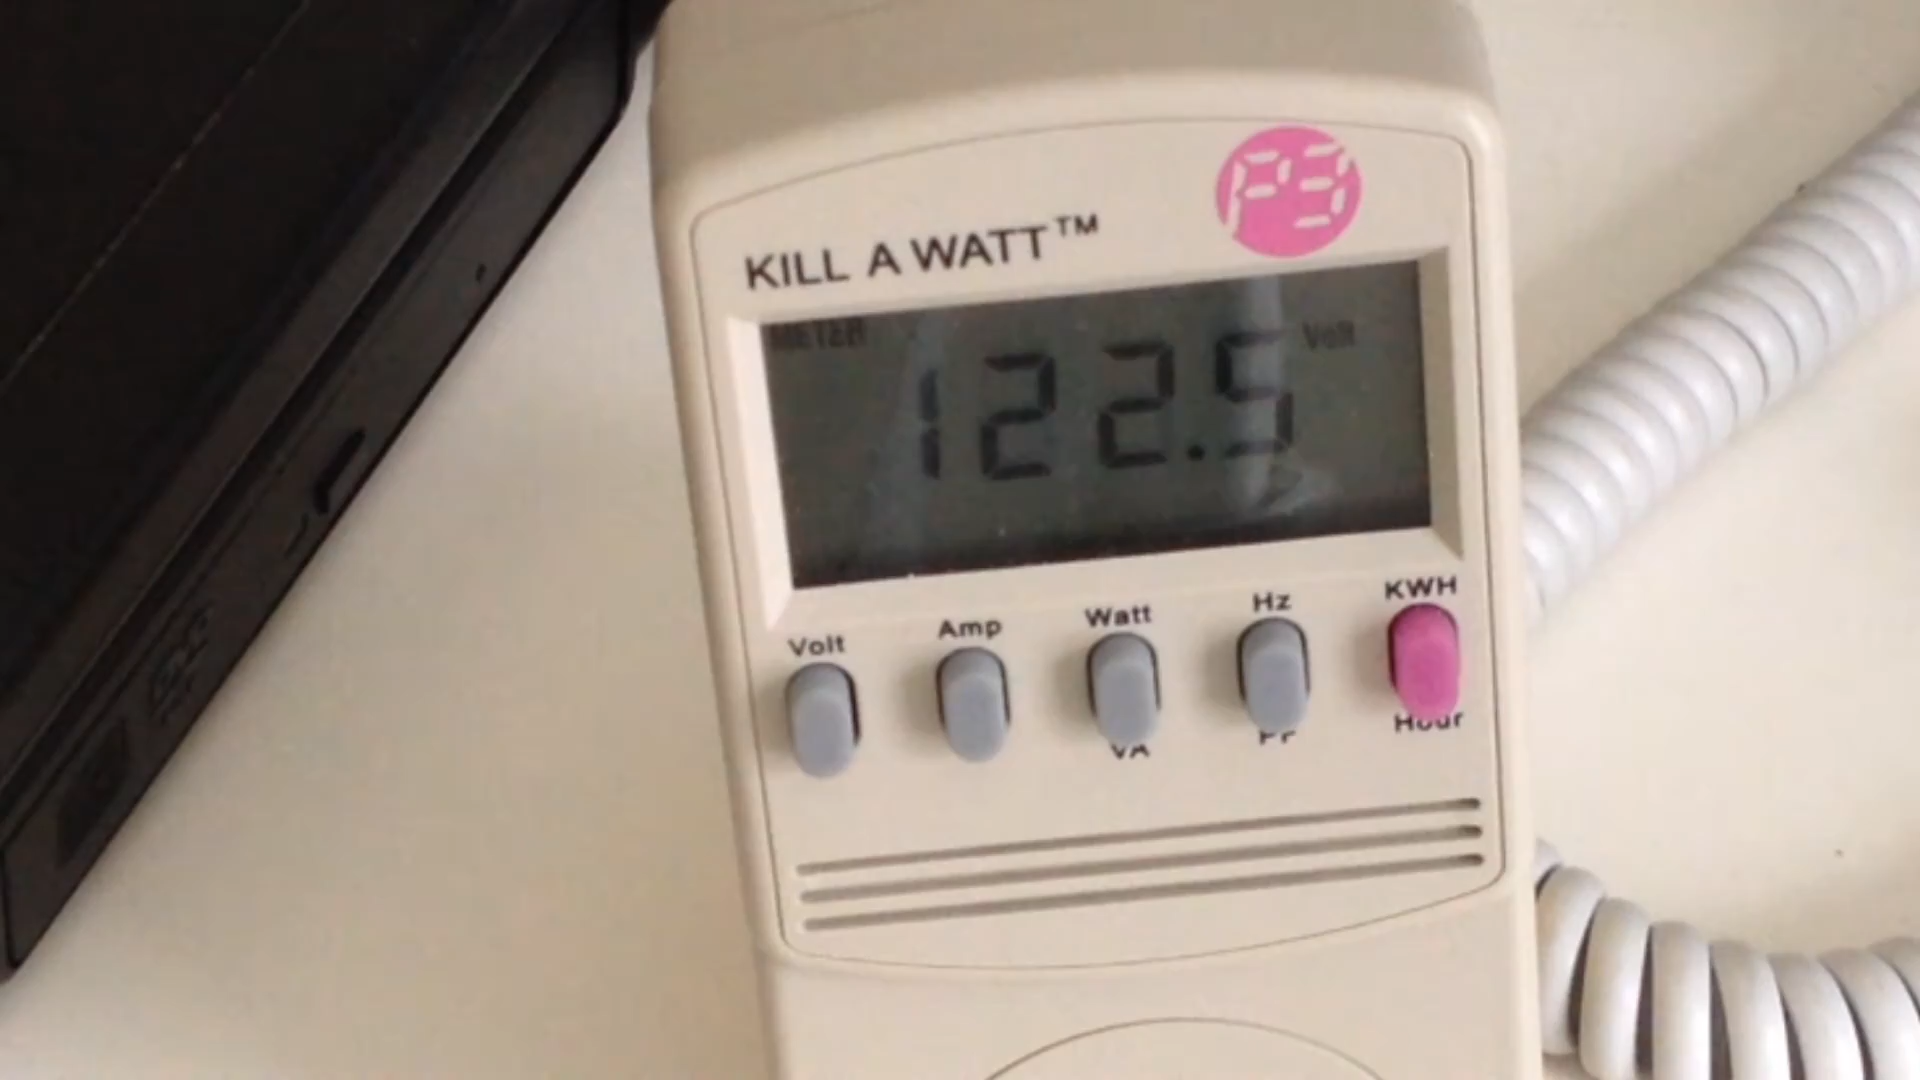 P3
KILL A WATT™
METER
Volt
122.5
Volt Amp Watt Hz KWH
VA PF Hour